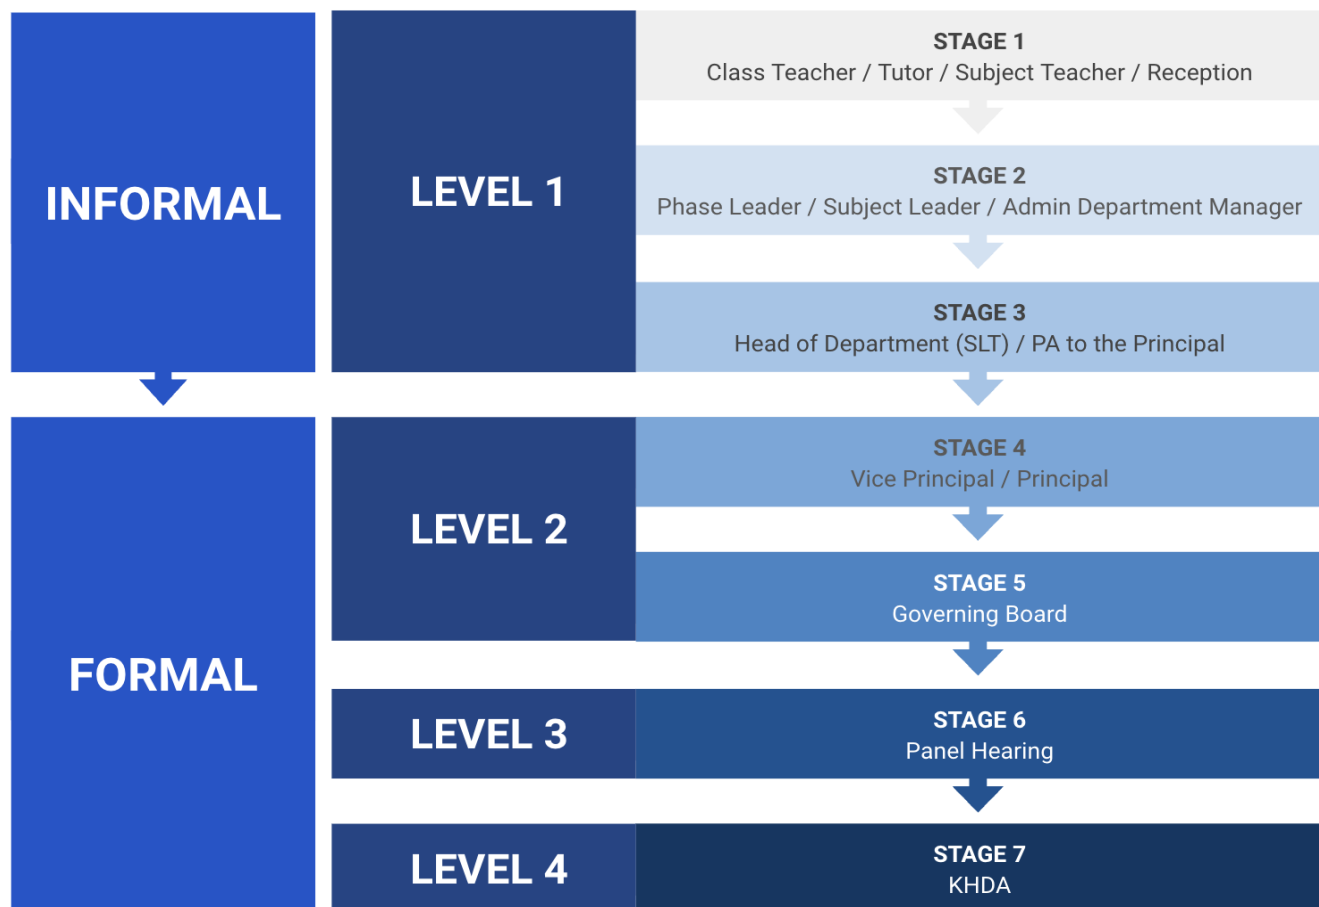 INFORMAL
LEVEL 1
STAGE 1
Class Teacher / Tutor / Subject Teacher / Reception
STAGE 2
Phase Leader / Subject Leader / Admin Department Manager
STAGE 3
Head of Department (SLT) / PA to the Principal
FORMAL
LEVEL 2
STAGE 4
Vice Principal / Principal
STAGE 5
Governing Board
LEVEL 3
STAGE 6
Panel Hearing
LEVEL 4
STAGE 7
KHDA